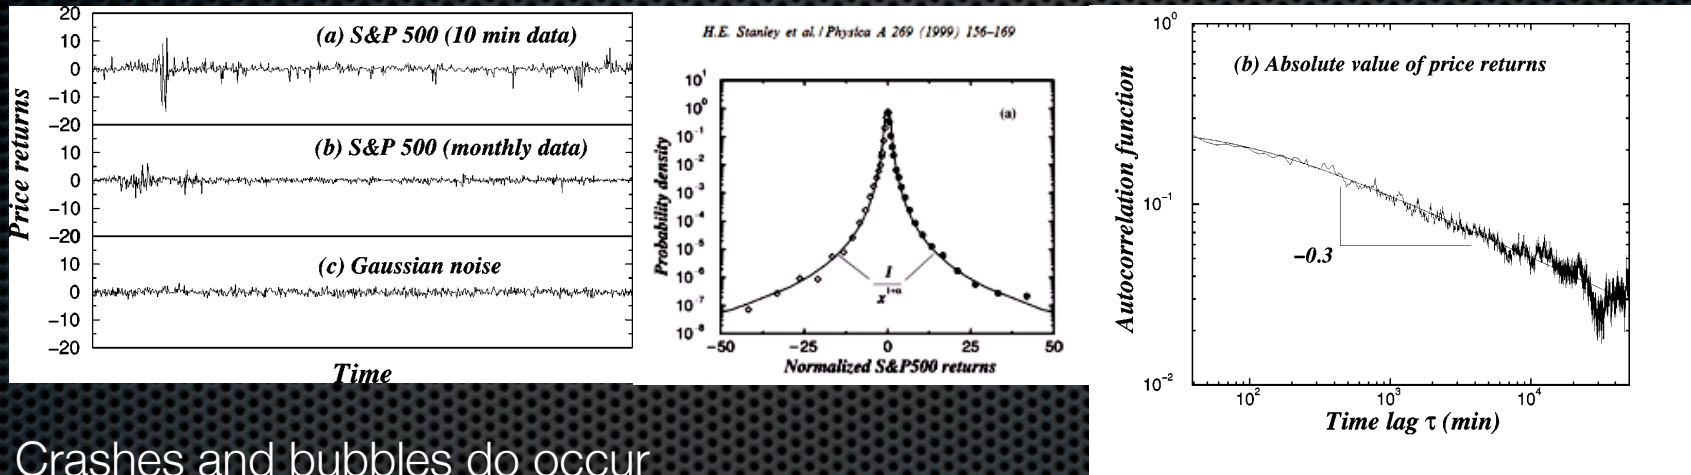 20
10
0
−10
−20
10
0
−10
−20
10
0
−10
−20
Price returns
(a) S&P 500 (10 min data)
(b) S&P 500 (monthly data)
(c) Gaussian noise
Time
H.E. Stanley et al. / Physica A 269 (1999) 156–169
10¹
10⁰
10⁻¹
10⁻²
10⁻³
10⁻⁴
10⁻⁵
10⁻⁶
10⁻⁷
10⁻⁸
Probability density
(a)
1
x¹⁺ᵅ
−50 −25 0 25 50
Normalized S&P500 returns
10⁰
10⁻¹
10⁻²
Autocorrelation function
(b) Absolute value of price returns
−0.3
10² 10³ 10⁴
Time lag τ (min)
Crashes and bubbles do occur